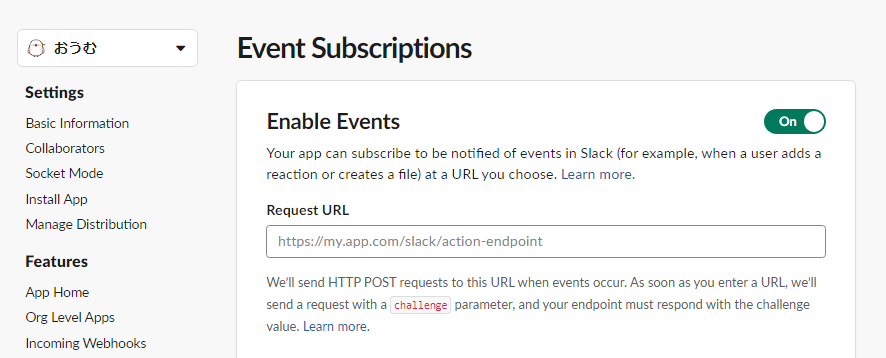 おうむ
Settings
Basic Information
Collaborators
Socket Mode
Install App
Manage Distribution
Features
App Home
Org Level Apps
Incoming Webhooks
Event Subscriptions
Enable Events
On
Your app can subscribe to be notified of events in Slack (for example, when a user adds a
reaction or creates a file) at a URL you choose. Learn more.
Request URL
https://my.app.com/slack/action-endpoint
We'll send HTTP POST requests to this URL when events occur. As soon as you enter a URL, we'll
send a request with a challenge parameter, and your endpoint must respond with the challenge
value. Learn more.